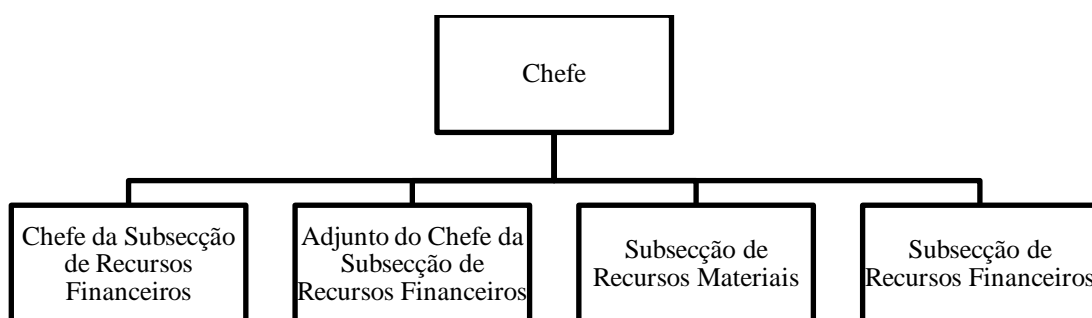 Chefe
Chefe da Subsecção
de Recursos
Financeiros
Adjunto do Chefe da
Subsecção de
Recursos Financeiros
Subsecção de
Recursos Materiais
Subsecção de
Recursos Financeiros